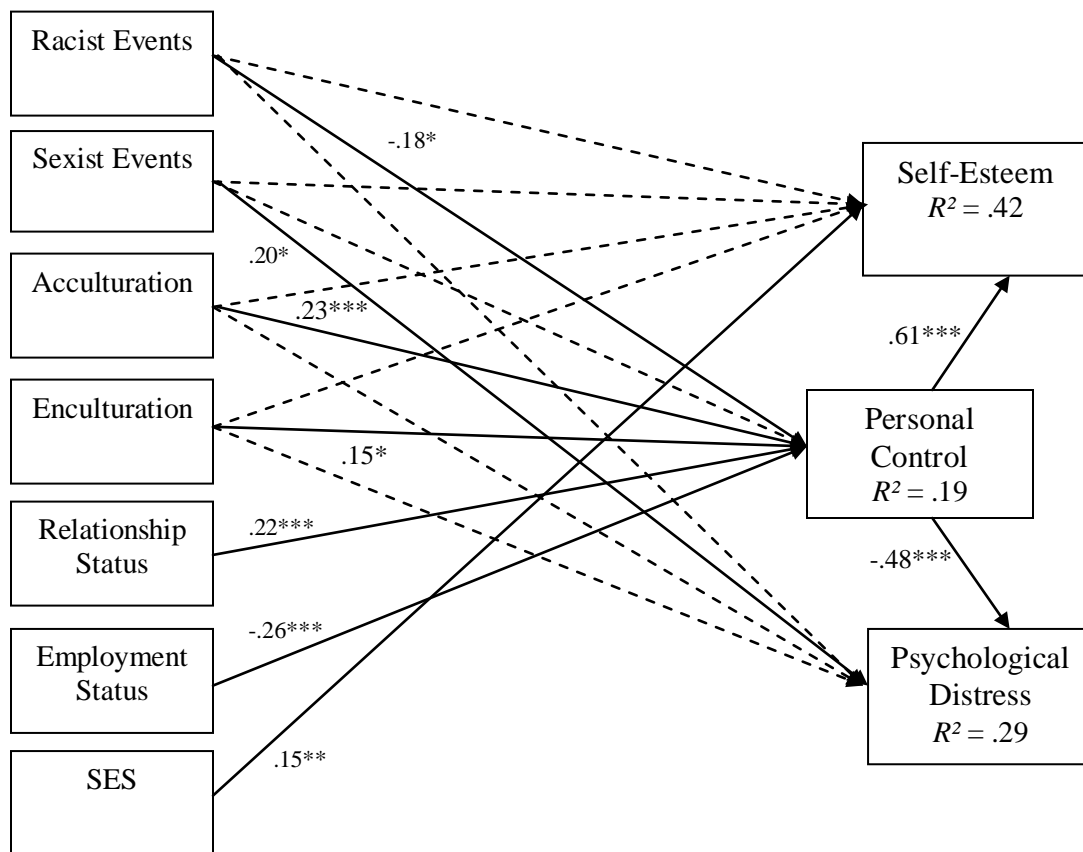 Racist Events
Sexist Events
Acculturation
Enculturation
Relationship
Status
Employment
Status
SES
-.18*
.20*
.23***
.15*
.22***
-.26***
.15**
Self-Esteem
R² = .42
.61***
Personal
Control
R² = .19
-.48***
Psychological
Distress
R² = .29